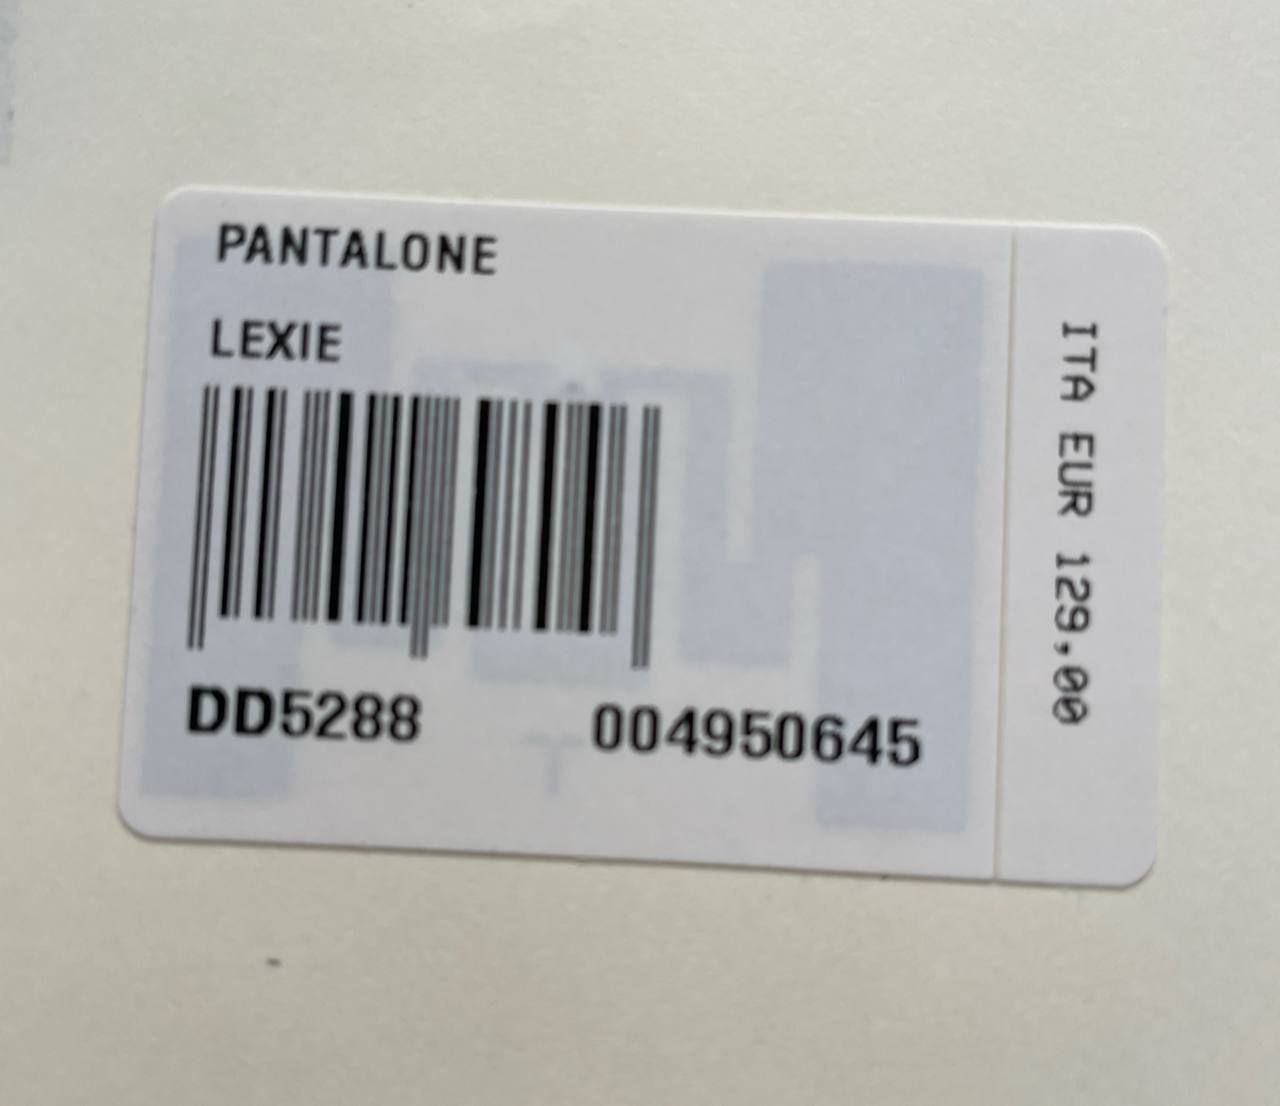 PANTALONE
LEXIE
DD5288 004950645
ITA EUR 129,00